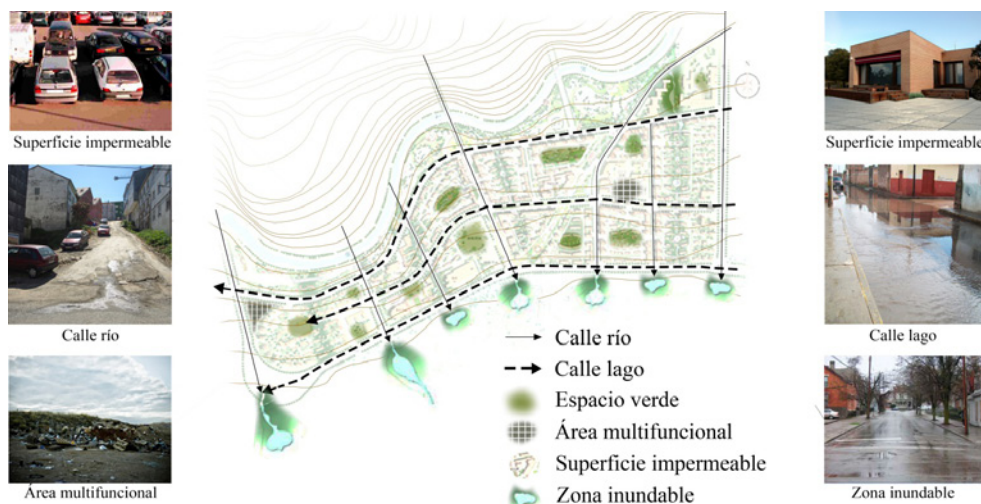 Superficie impermeable
Calle río
Área multifuncional
Calle río
Calle lago
Espacio verde
Área multifuncional
Superficie impermeable
Zona inundable
Superficie impermeable
Calle lago
Zona inundable